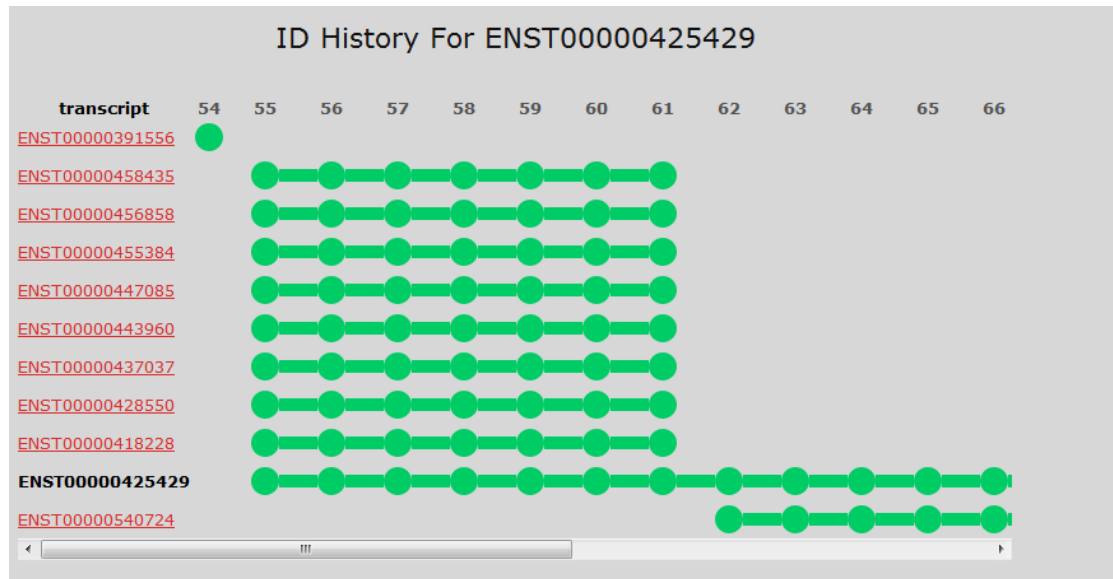 ID History For ENST00000425429
transcript 54 55 56 57 58 59 60 61 62 63 64 65 66
ENST00000391556
ENST00000458435
ENST00000456858
ENST00000455384
ENST00000447085
ENST00000443960
ENST00000437037
ENST00000428550
ENST00000418228
ENST00000425429
ENST00000540724